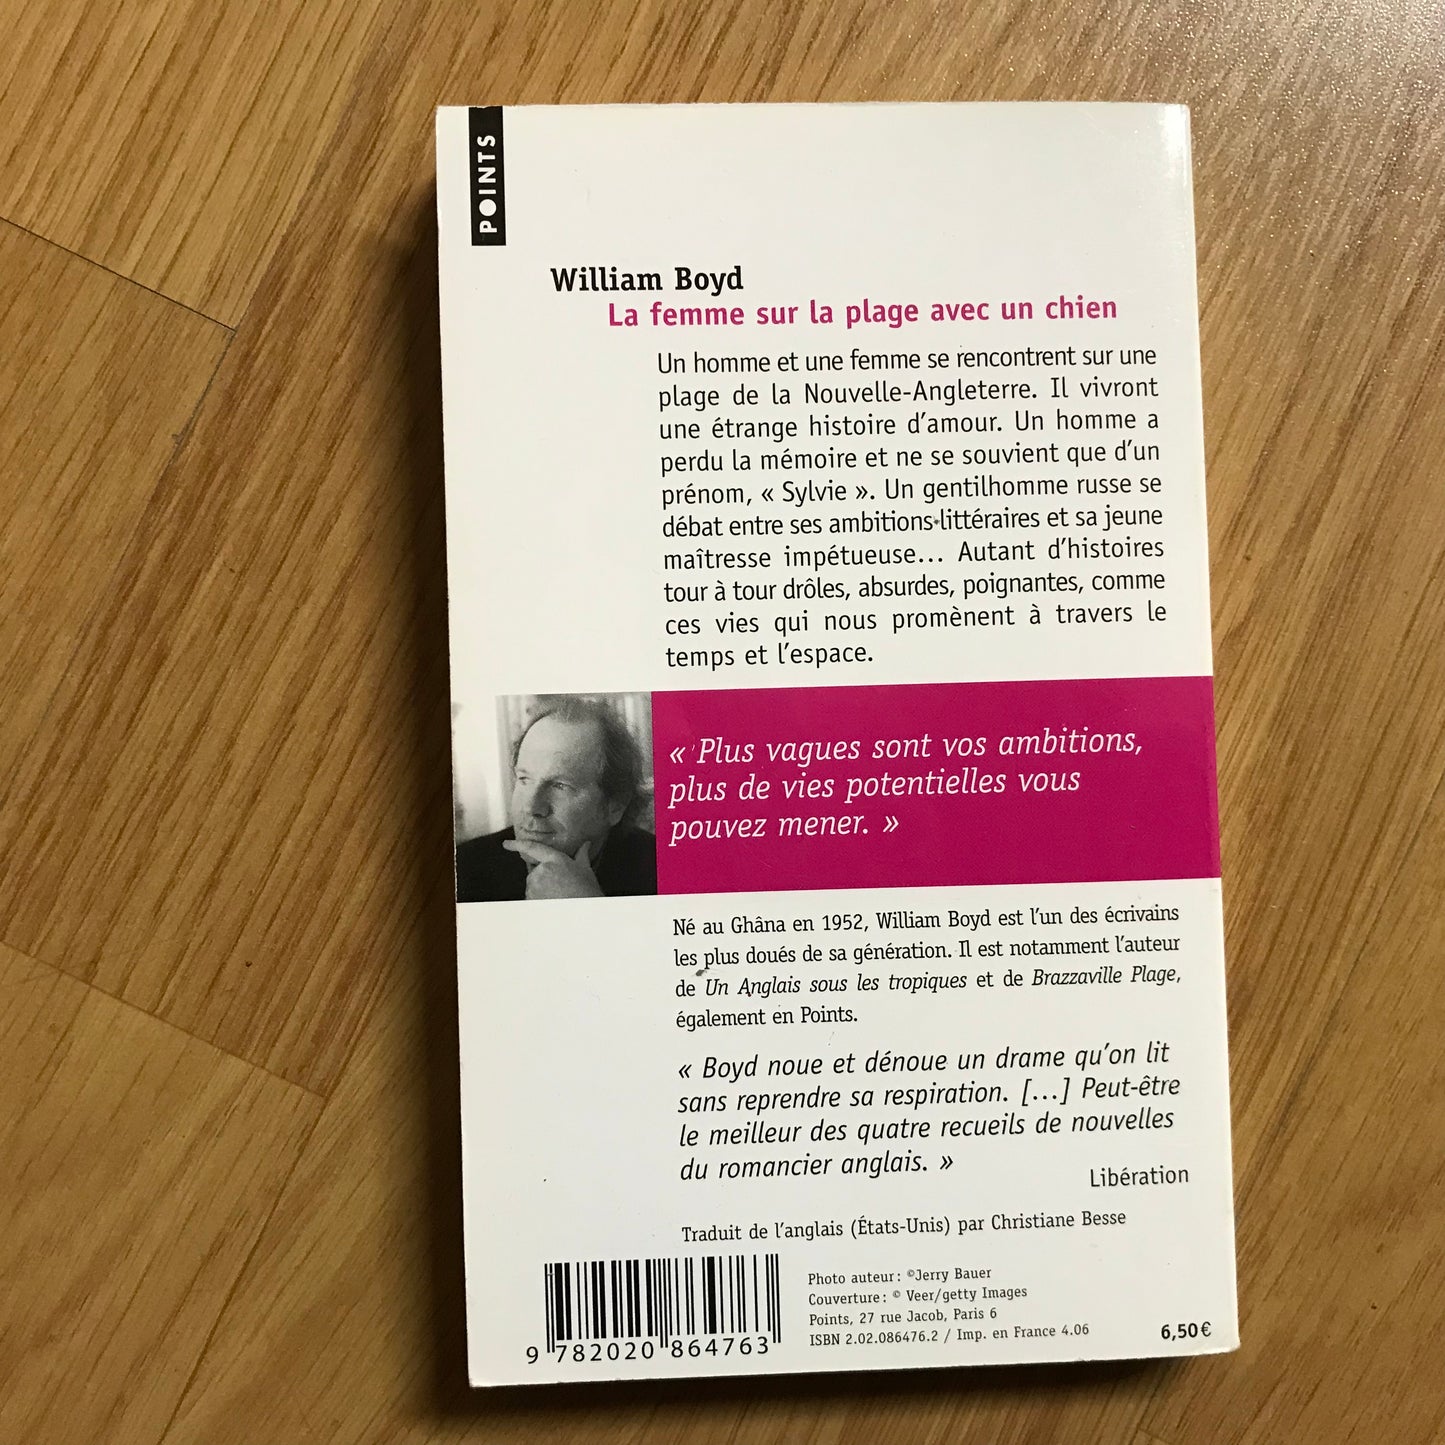 POINTS
William Boyd
La femme sur la plage avec un chien
Un homme et une femme se rencontrent sur une
plage de la Nouvelle-Angleterre. Il vivront
une étrange histoire d'amour. Un homme a
perdu la mémoire et ne se souvient que d'un
prénom, « Sylvie ». Un gentilhomme russe se
débat entre ses ambitions littéraires et sa jeune
maîtresse impétueuse... Autant d'histoires
tour à tour drôles, absurdes, poignantes, comme
ces vies qui nous promènent à travers le
temps et l'espace.
« Plus vagues sont vos ambitions,
plus de vies potentielles vous
pouvez mener. »
Né au Ghâna en 1952, William Boyd est l'un des écrivains
les plus doués de sa génération. Il est notamment l'auteur
de Un Anglais sous les tropiques et de Brazzaville Plage,
également en Points.
« Boyd noue et dénoue un drame qu'on lit
sans reprendre sa respiration. [...] Peut-être
le meilleur des quatre recueils de nouvelles
du romancier anglais. »
Libération
Traduit de l'anglais (États-Unis) par Christiane Besse
Photo auteur : ©Jerry Bauer
Couverture : © Veer/getty Images
Points, 27 rue Jacob, Paris 6
ISBN 2.02.086476.2 / Imp. en France 4.06
6,50€
9 782020 864763